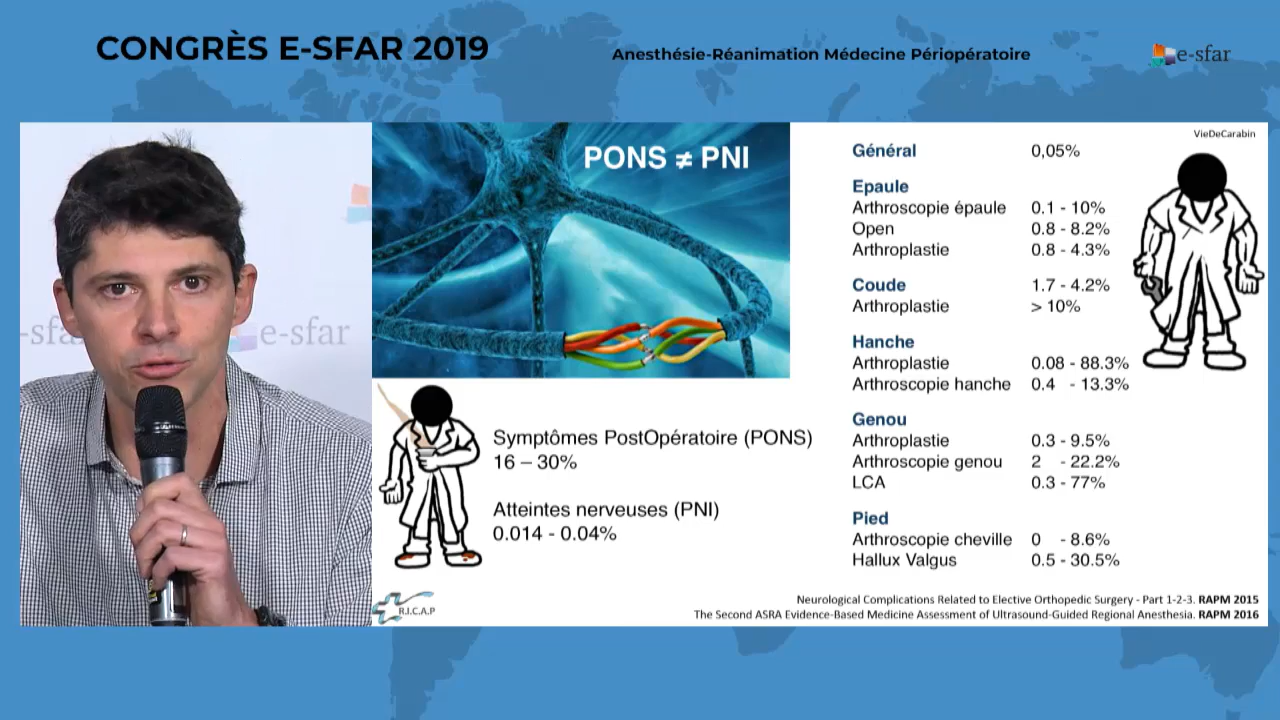 CONGRÈS E-SFAR 2019
Anesthésie-Réanimation Médecine Périopératoire
e-sfar
e-sfar
PONS ≠ PNI
Symptômes PostOpératoire (PONS)
16 – 30%
Atteintes nerveuses (PNI)
0.014 - 0.04%
R.I.C.A.P
VieDeCarabin
Général 0,05%
Epaule
Arthroscopie épaule 0.1 - 10%
Open 0.8 - 8.2%
Arthroplastie 0.8 - 4.3%
Coude 1.7 - 4.2%
Arthroplastie > 10%
Hanche
Arthroplastie 0.08 - 88.3%
Arthroscopie hanche 0.4 - 13.3%
Genou
Arthroplastie 0.3 - 9.5%
Arthroscopie genou 2 - 22.2%
LCA 0.3 - 77%
Pied
Arthroscopie cheville 0 - 8.6%
Hallux Valgus 0.5 - 30.5%
Neurological Complications Related to Elective Orthopedic Surgery - Part 1-2-3. RAPM 2015
The Second ASRA Evidence-Based Medicine Assessment of Ultrasound-Guided Regional Anesthesia. RAPM 2016